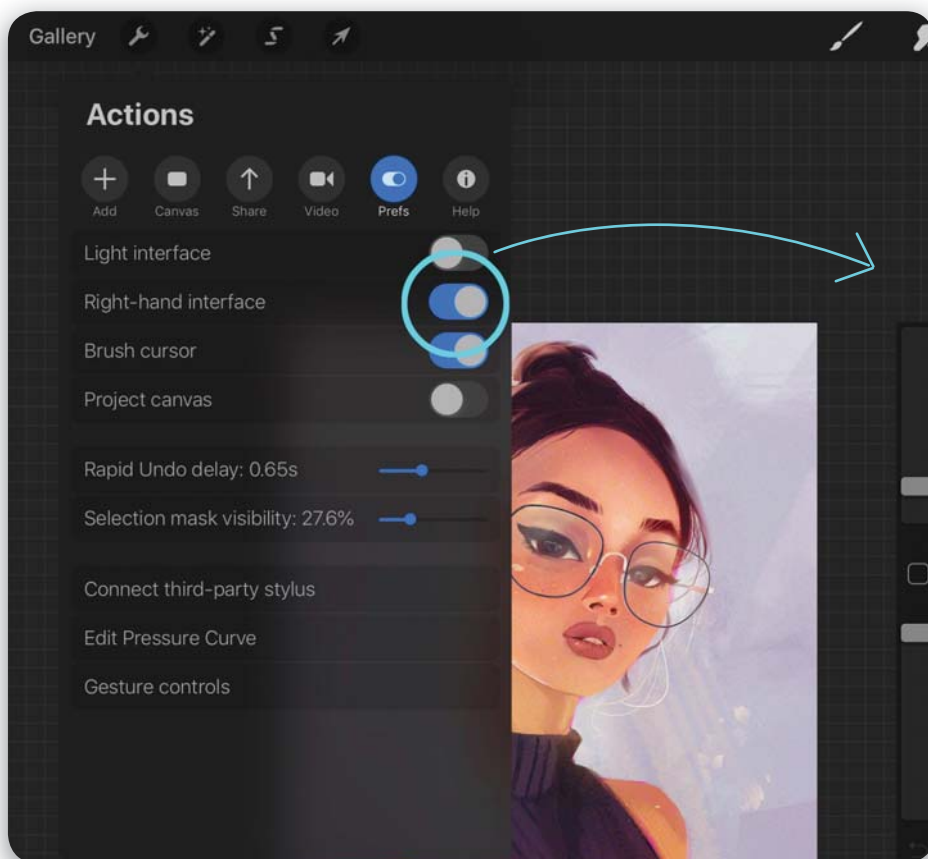 Gallery
Actions
Add Canvas Share Video Prefs Help
Light interface
Right-hand interface
Brush cursor
Project canvas
Rapid Undo delay: 0.65s
Selection mask visibility: 27.6%
Connect third-party stylus
Edit Pressure Curve
Gesture controls